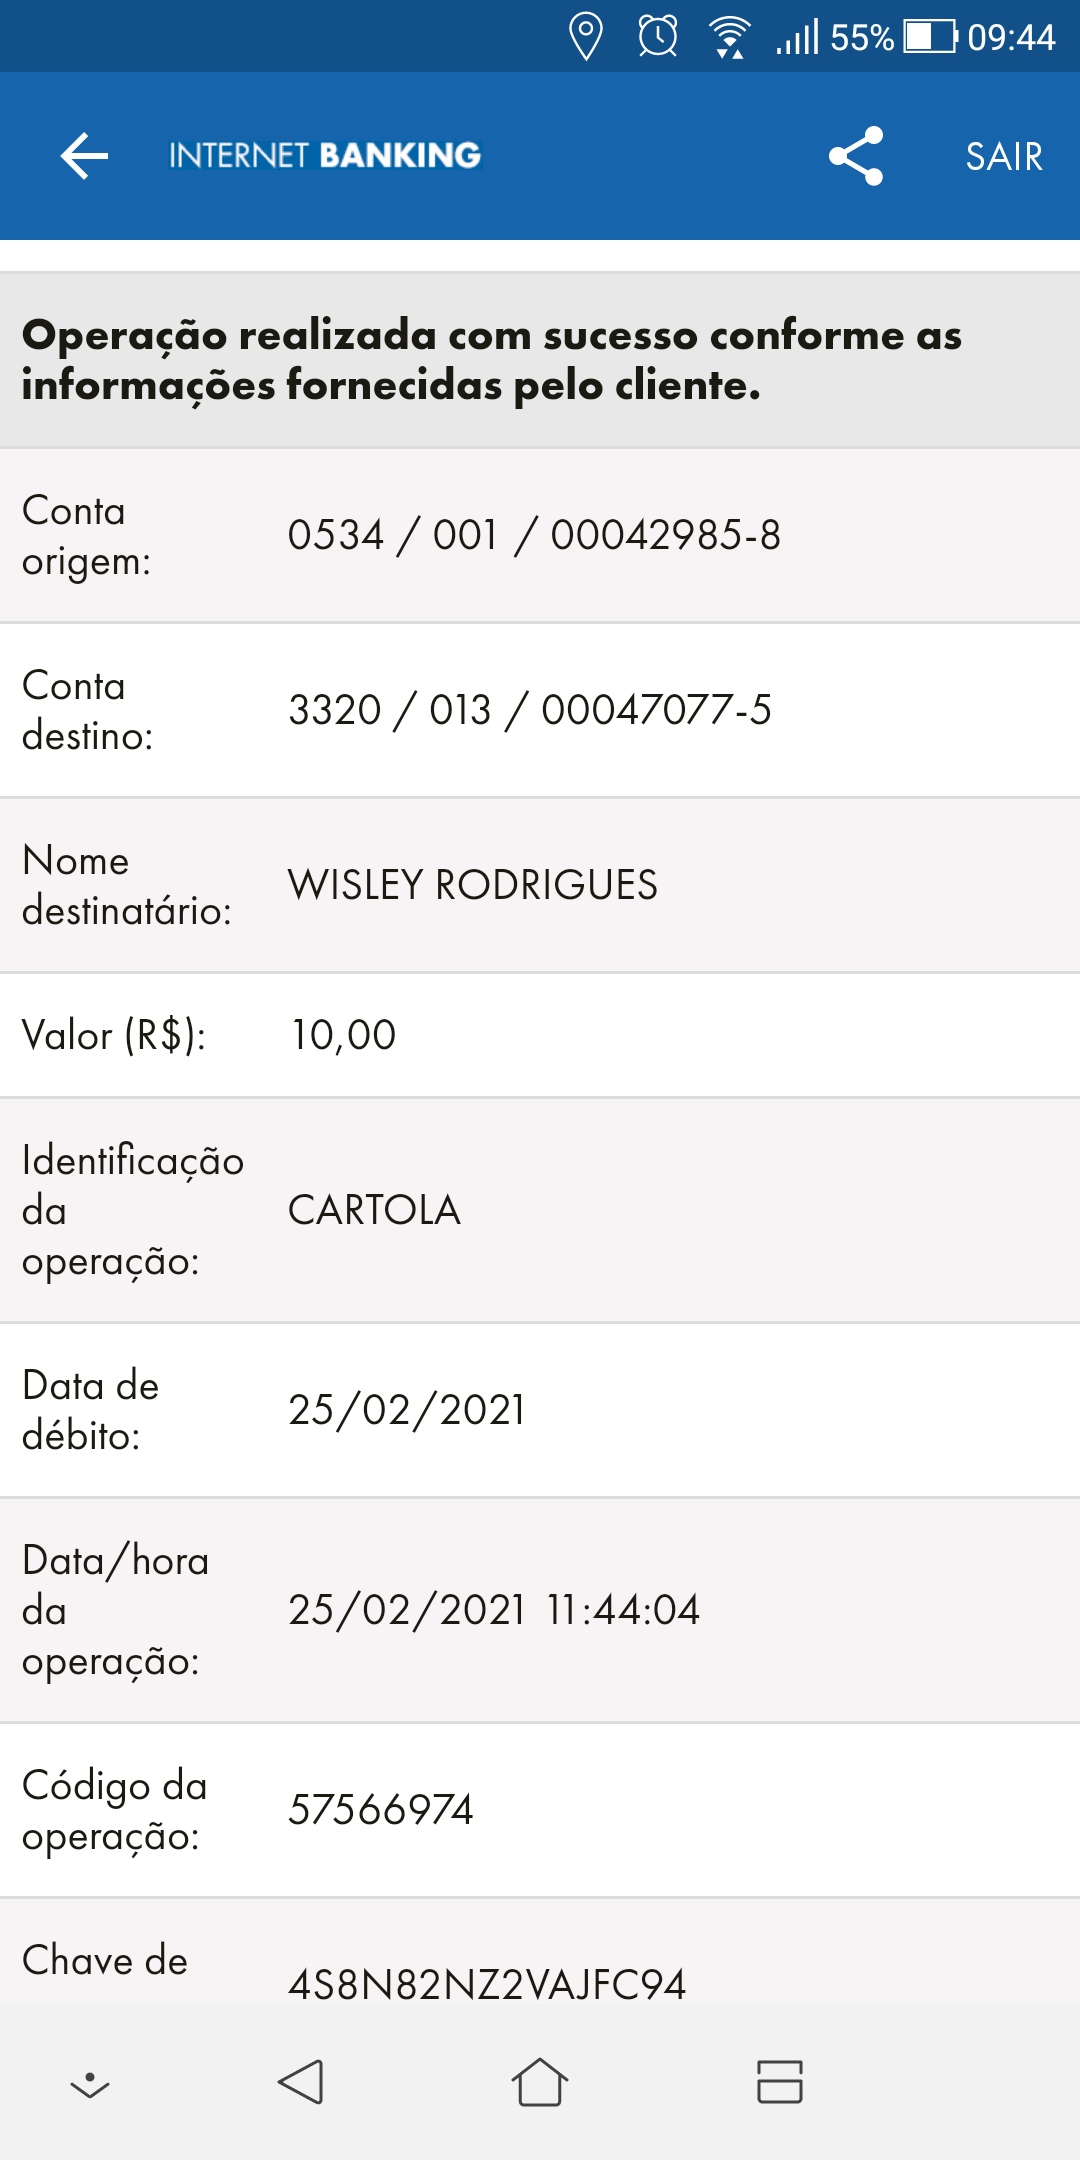 55% 09:44
INTERNET BANKING SAIR
Operação realizada com sucesso conforme as
informações fornecidas pelo cliente.
Conta
origem:
0534 / 001 / 00042985-8
Conta
destino:
3320 / 013 / 00047077-5
Nome
destinatário:
WISLEY RODRIGUES
Valor (R$): 10,00
Identificação
da
operação:
CARTOLA
Data de
débito:
25/02/2021
Data/hora
da
operação:
25/02/2021 11:44:04
Código da
operação:
57566974
Chave de
4S8N82NZ2VAJFC94